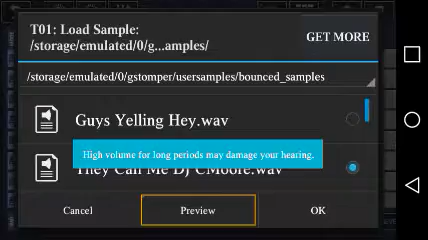 T01: Load Sample:
/storage/emulated/0/g...amples/
GET MORE
/storage/emulated/0/gstomper/usersamples/bounced_samples
Guys Yelling Hey.wav
High volume for long periods may damage your hearing.
They Call Me DJ CMoore.wav
Cancel
Preview
OK